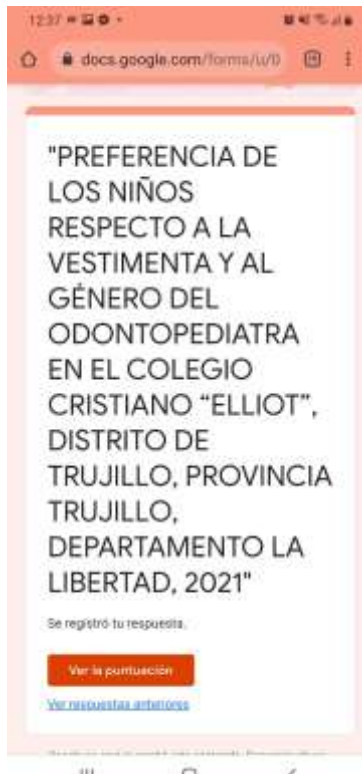 12:37
docs.google.com/forms/u/0
"PREFERENCIA DE
LOS NIÑOS
RESPECTO A LA
VESTIMENTA Y AL
GÉNERO DEL
ODONTOPEDIATRA
EN EL COLEGIO
CRISTIANO “ELLIOT”,
DISTRITO DE
TRUJILLO, PROVINCIA
TRUJILLO,
DEPARTAMENTO LA
LIBERTAD, 2021"
Se registró tu respuesta.
Ver la puntuación
Ver respuestas anteriores